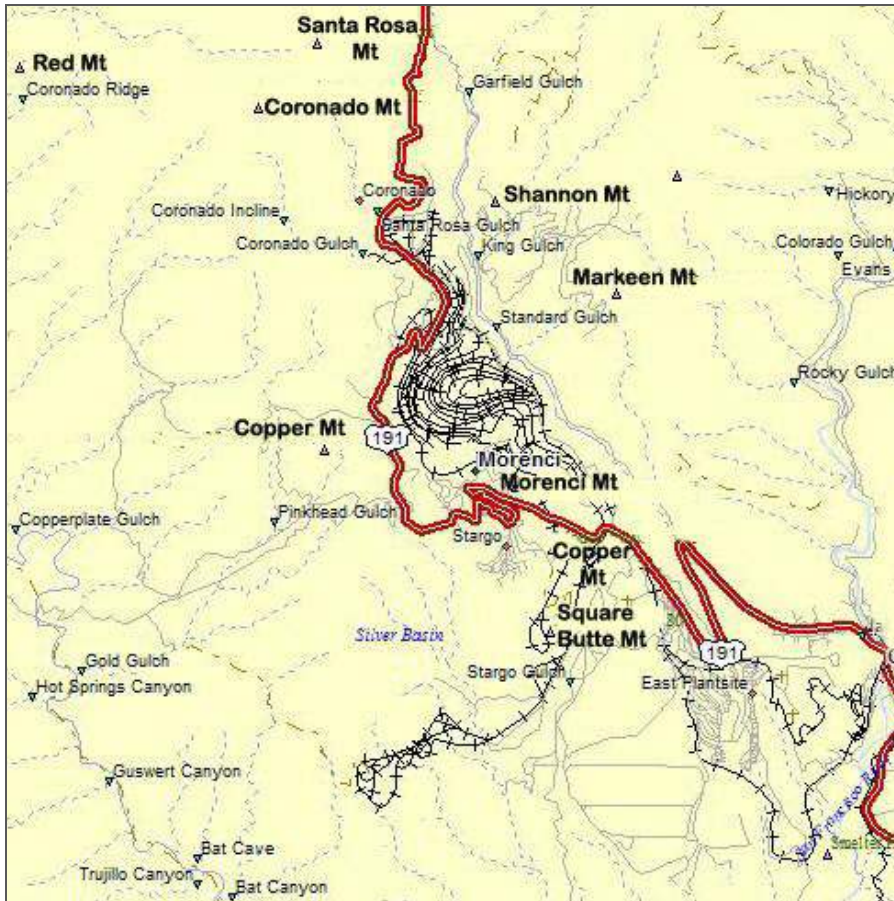 Santa Rosa
Mt
Red Mt
Coronado Ridge
Garfield Gulch
Coronado Mt
Coronado
Shannon Mt
Hickory
Coronado Incline
Santa Rosa Gulch
Coronado Gulch
King Gulch
Colorado Gulch
Evans
Markeen Mt
Standard Gulch
Rocky Gulch
Copper Mt
191
Morenci
Morenci Mt
Copperplate Gulch
Pinkhead Gulch
Stargo
Copper
Mt
Square
Butte Mt
30
Silver Basin
191
Gold Gulch
Stargo Gulch
East Plantsite
Hot Springs Canyon
Guswert Canyon
Bat Cave
Smelter
Trujillo Canyon
Bat Canyon